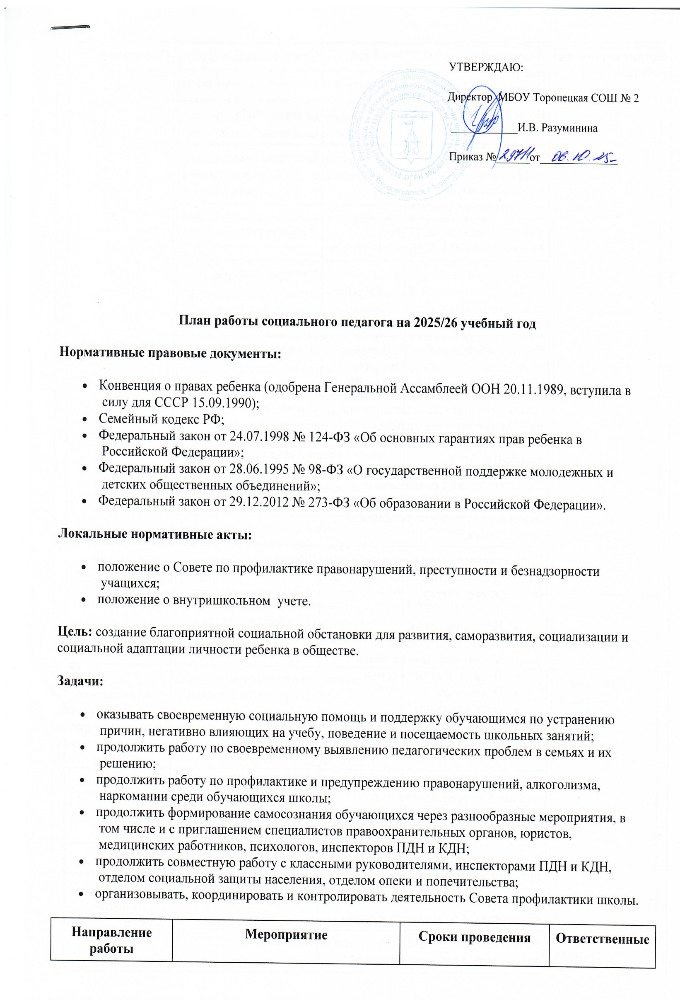 УТВЕРЖДАЮ:
Директор МБОУ Торопецкая СОШ № 2
___________И.В. Разуминина
Приказ № от 06.10.25
План работы социального педагога на 2025/26 учебный год
Нормативные правовые документы:
• Конвенция о правах ребенка (одобрена Генеральной Ассамблеей ООН 20.11.1989, вступила в
силу для СССР 15.09.1990);
• Семейный кодекс РФ;
• Федеральный закон от 24.07.1998 № 124-ФЗ «Об основных гарантиях прав ребенка в
Российской Федерации»;
• Федеральный закон от 28.06.1995 № 98-ФЗ «О государственной поддержке молодежных и
детских общественных объединений»;
• Федеральный закон от 29.12.2012 № 273-ФЗ «Об образовании в Российской Федерации».
Локальные нормативные акты:
• положение о Совете по профилактике правонарушений, преступности и безнадзорности
учащихся;
• положение о внутришкольном учете.
Цель: создание благоприятной социальной обстановки для развития, саморазвития, социализации и
социальной адаптации личности ребенка в обществе.
Задачи:
• оказывать своевременную социальную помощь и поддержку обучающимся по устранению
причин, негативно влияющих на учебу, поведение и посещаемость школьных занятий;
• продолжить работу по своевременному выявлению педагогических проблем в семьях и их
решению;
• продолжить работу по профилактике и предупреждению правонарушений, алкоголизма,
наркомании среди обучающихся школы;
• продолжить формирование самосознания обучающихся через разнообразные мероприятия, в
том числе и с приглашением специалистов правоохранительных органов, юристов,
медицинских работников, психологов, инспекторов ПДН и КДН;
• продолжить совместную работу с классными руководителями, инспекторами ПДН и КДН,
отделом социальной защиты населения, отделом опеки и попечительства;
• организовывать, координировать и контролировать деятельность Совета профилактики школы.
Направление работы Мероприятие Сроки проведения Ответственные